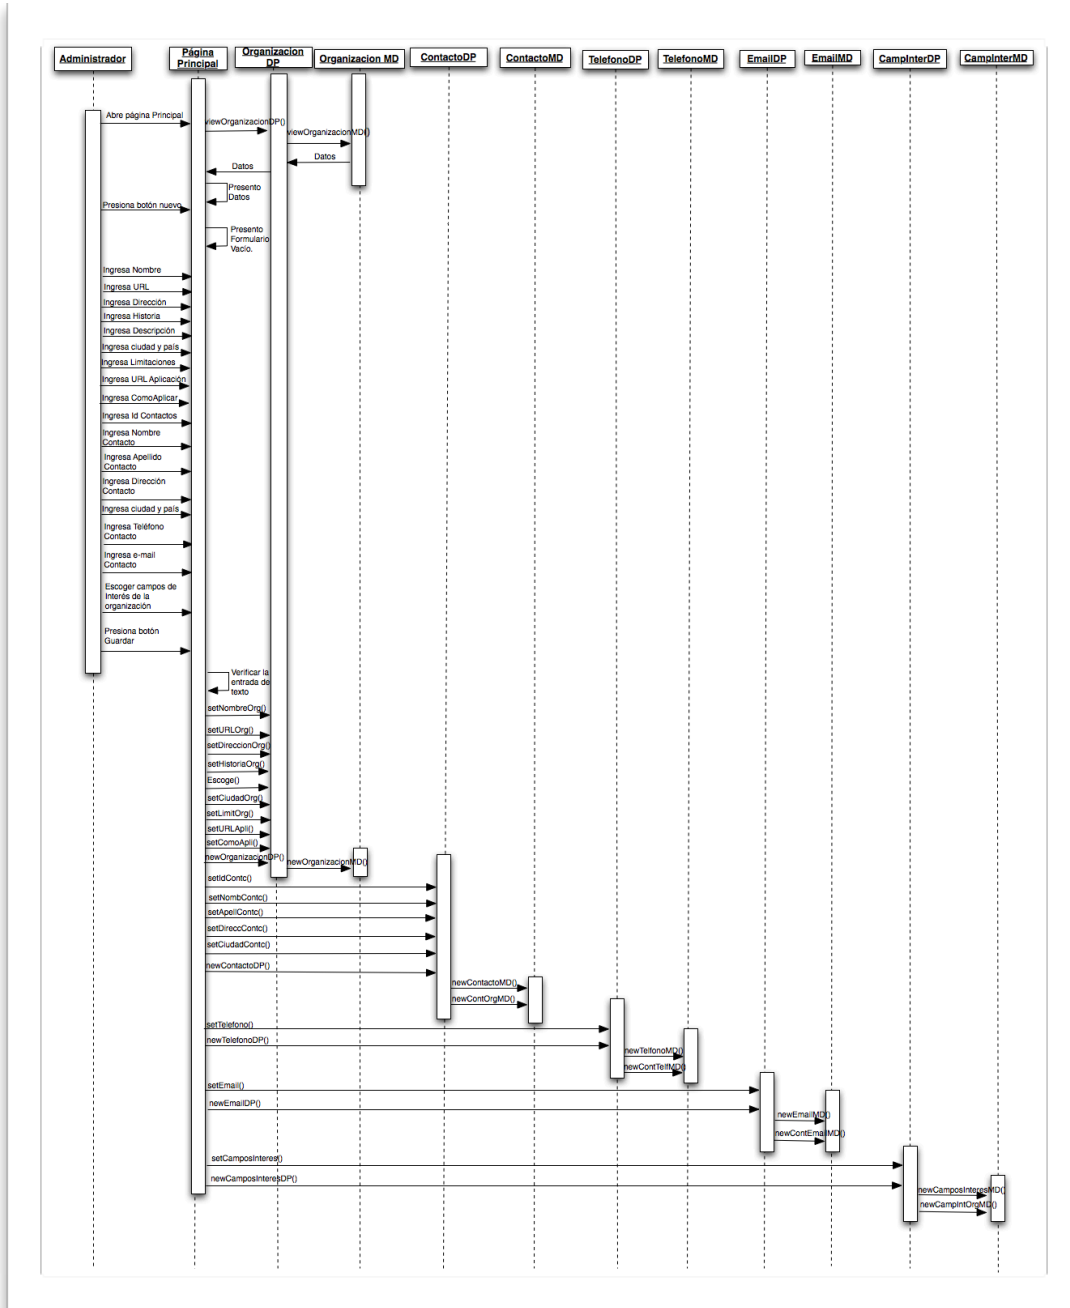 Administrador
Página
Principal
Organizacion
DP
Organizacion MD
ContactoDP
ContactoMD
TelefonoDP
TelefonoMD
EmailDP
EmailMD
CampInterDP
CampInterMD
Abre página Principal
viewOrganizacionDP()
viewOrganizacionMD()
Datos
Datos
Presento
Datos
Presiona botón nuevo
Presento
Formulario
Vacío.
Ingresa Nombre
Ingresa URL
Ingresa Dirección
Ingresa Historia
Ingresa Descripción
Ingresa ciudad y país
Ingresa Limitaciones
Ingresa URL Aplicación
Ingresa ComoAplicar
Ingresa Id Contactos
Ingresa Nombre
Contacto
Ingresa Apellido
Contacto
Ingresa Dirección
Contacto
Ingresa ciudad y país
Ingresa Teléfono
Contacto
Ingresa e-mail
Contacto
Escoger campos de
Interés de la
organización
Presiona botón
Guardar
Verificar la
entrada de
texto
setNombreOrg()
setURLOrg()
setDireccionOrg()
setHistoriaOrg()
Escoge()
setCiudadOrg()
setLimitOrg()
setURLApli()
setComoApli()
newOrganizacionDP()
newOrganizacionMD()
setIdContc()
setNombContc()
setApellContc()
setDireccContc()
setCiudadContc()
newContactoDP()
newContactoMD()
newContOrgMD()
setTelefono()
newTelefonoDP()
newTelfonoMD()
newContTelfMD()
setEmail()
newEmailDP()
newEmailMD()
newContEmailMD()
setCamposInteres()
newCamposInteresDP()
newCamposInteresMD()
newCampIntOrgMD()